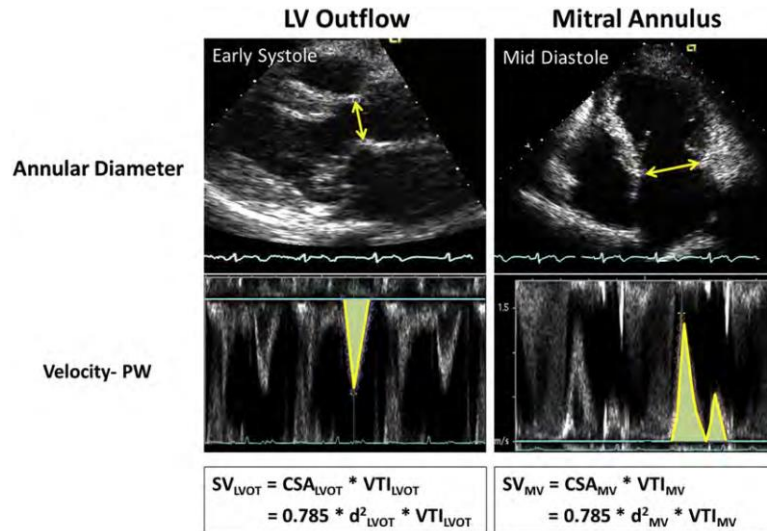 LV Outflow
Mitral Annulus
Early Systole
Mid Diastole
Annular Diameter
Velocity- PW
1.5
m/s
SV_LVOT = CSA_LVOT * VTI_LVOT
= 0.785 * d²_LVOT * VTI_LVOT
SV_MV = CSA_MV * VTI_MV
= 0.785 * d²_MV * VTI_MV